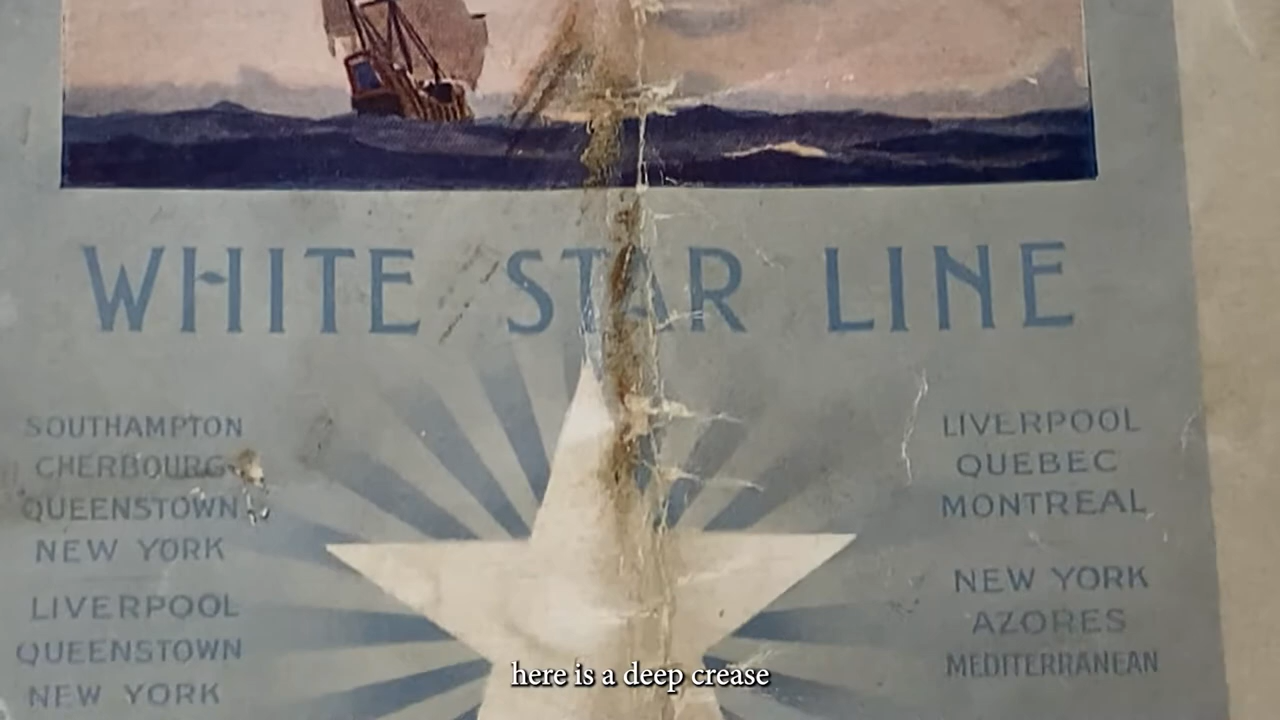 WHITE STAR LINE
SOUTHAMPTON
CHERBOURG
QUEENSTOWN
NEW YORK
LIVERPOOL
QUEENSTOWN
NEW YORK
LIVERPOOL
QUEBEC
MONTREAL
NEW YORK
AZORES
MEDITERRANEAN
here is a deep crease